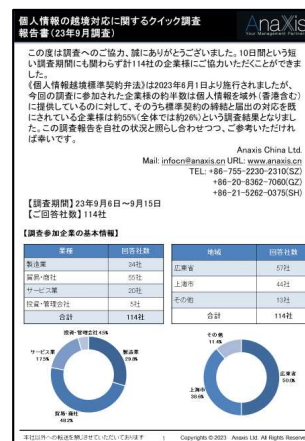 個人情報の越境対応に関するクイック調査
報告書(23年9月調査)
AnaXis
Your Management Partner
この度は調査へのご協力、誠にありがとうございました。10日間という短
い調査期間にも関わらず計114社の企業様にご協力いただくことができま
した。
《個人情報越境標準契約弁法》は2023年6月1日より施行されましたが、
今回の調査に参加された企業様の約半数は個人情報を域外(香港含む)
に提供しているのに対して、そのうち標準契約の締結と届出の対応を既
にされている企業様は約55%(全体では約26%)という調査結果となりまし
た。この調査報告を自社の状況と照らし合わせつつ、ご参考いただけれ
ば幸いです。
Anaxis China Ltd.
Mail: infocn@anaxis.cn URL: www.anaxis.cn
TEL: +86-755-2230-2310(SZ)
+86-20-8362-7060(GZ)
+86-21-5262-0375(SH)
【調査期間】23年9月6日～9月15日
【ご回答社数】114社
【調査参加企業の基本情報】
業種 回答社数
製造業 34社
貿易・商社 55社
サービス業 20社
投資・管理会社 5社
合計 114社
地域 回答社数
広東省 57社
上海市 44社
その他 13社
合計 114社
投資・管理会社 4.5%
サービス業
17.5%
製造業
29.8%
貿易・商社
48.2%
その他
11.4%
上海市
38.6%
広東省
50.0%
本社以外への転送を禁じさせていただいております 1 Copyrights © 2023 Anaxis Ltd. All Rights Reserve